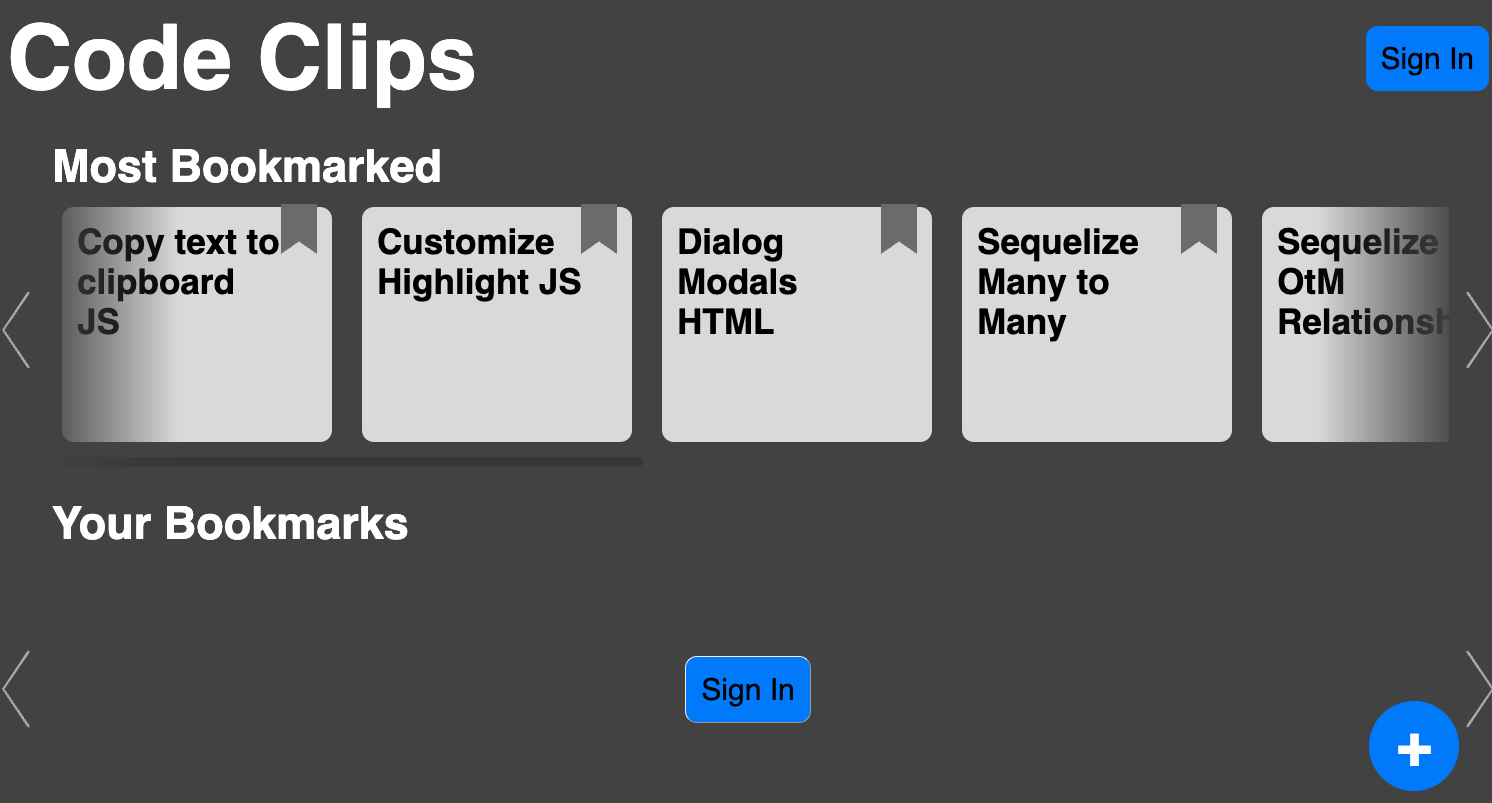 Code Clips
Sign In
Most Bookmarked
Copy text to
clipboard
JS
Customize
Highlight JS
Dialog
Modals
HTML
Sequelize
Many to
Many
Sequelize
OtM
Your Bookmarks
Sign In
+